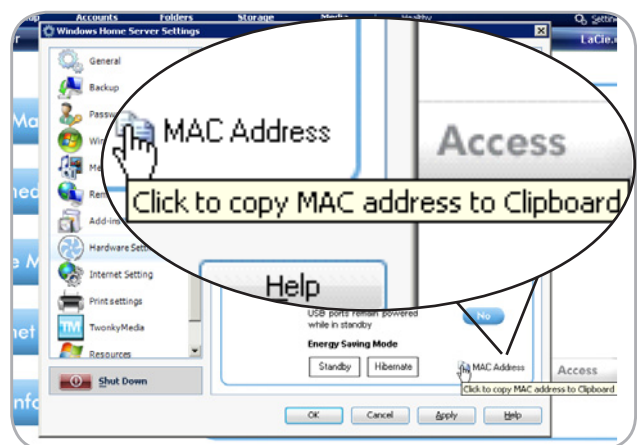 Accounts Folders Storage
Windows Home Server Settings
LaCie
General
Backup
MAC Address
Access
Click to copy MAC address to Clipboard
Add-ins
Hardware Setti
Internet Setting
Print settings
TM TwonkyMedia
Resources
Shut Down
Help
USB ports remain powered
while in standby
No
Energy Saving Mode
Standby Hibernate
MAC Address
Access
Click to copy MAC address to Clipboard
OK Cancel Apply Help